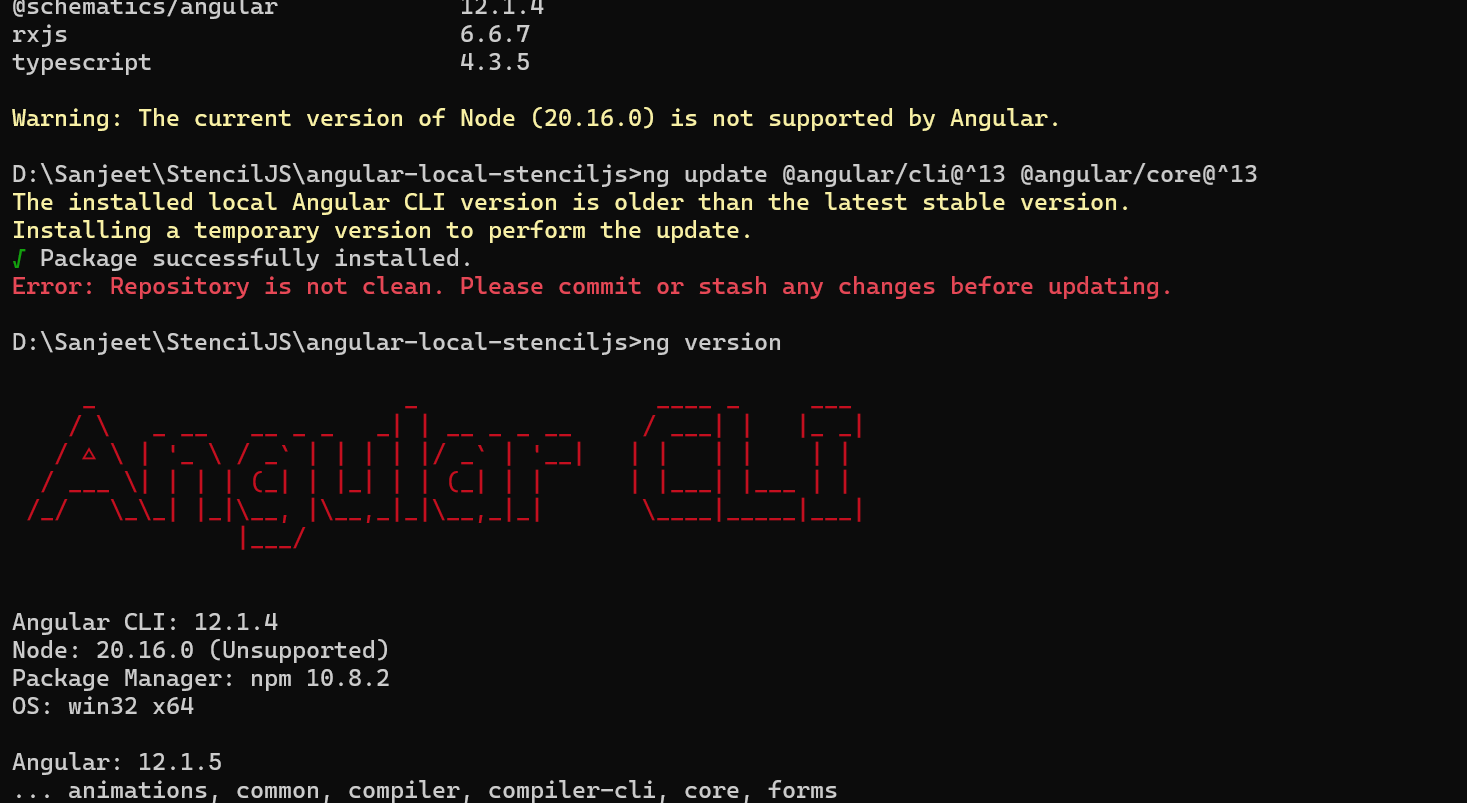 @schematics/angular 12.1.4
rxjs 6.6.7
typescript 4.3.5
Warning: The current version of Node (20.16.0) is not supported by Angular.
D:\Sanjeet\StencilJS\angular-local-stenciljs>ng update @angular/cli@^13 @angular/core@^13
The installed local Angular CLI version is older than the latest stable version.
Installing a temporary version to perform the update.
√ Package successfully installed.
Error: Repository is not clean. Please commit or stash any changes before updating.
D:\Sanjeet\StencilJS\angular-local-stenciljs>ng version
Angular CLI
Angular CLI: 12.1.4
Node: 20.16.0 (Unsupported)
Package Manager: npm 10.8.2
OS: win32 x64
Angular: 12.1.5
... animations, common, compiler, compiler-cli, core, forms